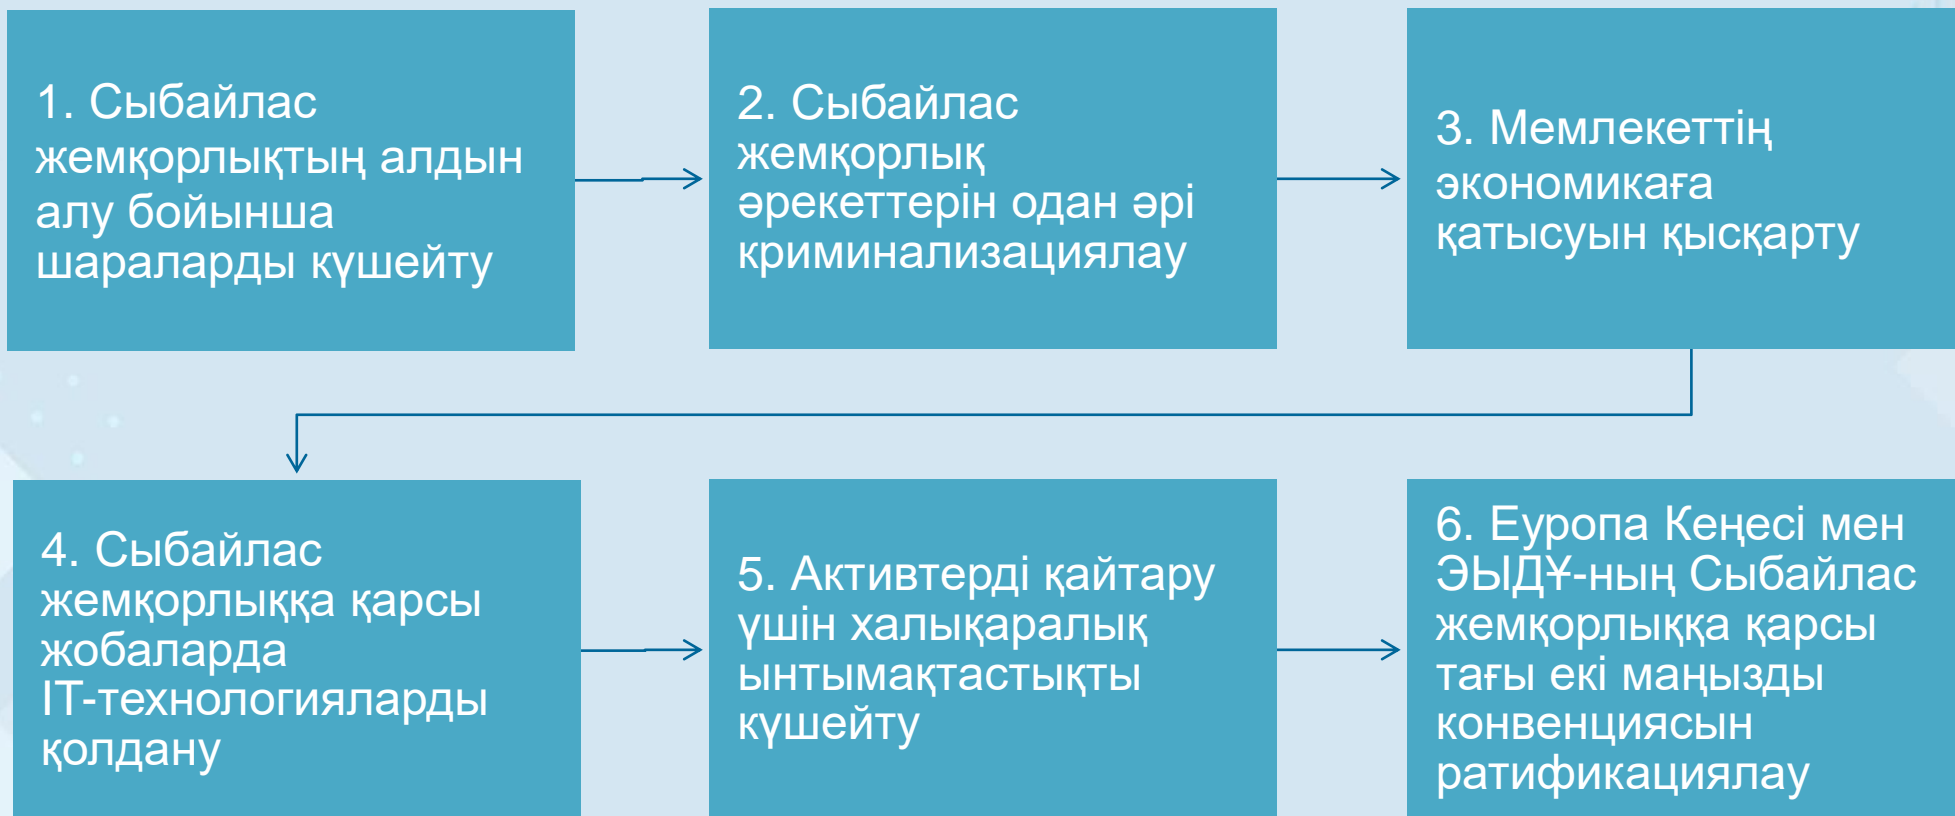 1. Сыбайлас
жемқорлықтың алдын
алу бойынша
шараларды күшейту
2. Сыбайлас
жемқорлық
әрекеттерін одан әрі
криминализациялау
3. Мемлекеттің
экономикаға
қатысуын қысқарту
4. Сыбайлас
жемқорлыққа қарсы
жобаларда
IT-технологияларды
қолдану
5. Активтерді қайтару
үшін халықаралық
ынтымақтастықты
күшейту
6. Еуропа Кеңесі мен
ЭЫДҰ-ның Сыбайлас
жемқорлыққа қарсы
тағы екі маңызды
конвенциясын
ратификациялау